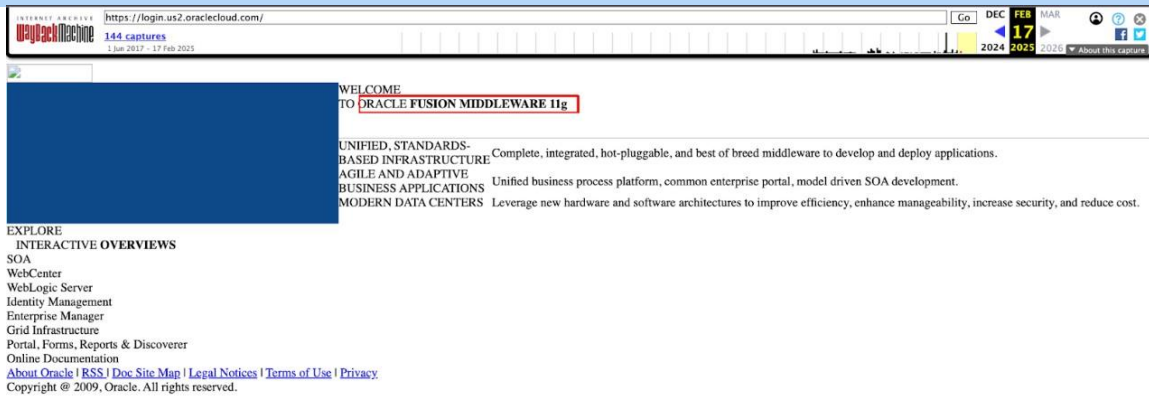 INTERNET ARCHIVE
WayBack Machine
https://login.us2.oraclecloud.com/
Go
DEC FEB MAR
144 captures
17
1 Jun 2017 - 17 Feb 2025
2024 2025 2026
About this capture
WELCOME
TO ORACLE FUSION MIDDLEWARE 11g
UNIFIED, STANDARDS-
BASED INFRASTRUCTURE
Complete, integrated, hot-pluggable, and best of breed middleware to develop and deploy applications.
AGILE AND ADAPTIVE
BUSINESS APPLICATIONS
Unified business process platform, common enterprise portal, model driven SOA development.
MODERN DATA CENTERS Leverage new hardware and software architectures to improve efficiency, enhance manageability, increase security, and reduce cost.
EXPLORE
INTERACTIVE OVERVIEWS
SOA
WebCenter
WebLogic Server
Identity Management
Enterprise Manager
Grid Infrastructure
Portal, Forms, Reports & Discoverer
Online Documentation
About Oracle | RSS | Doc Site Map | Legal Notices | Terms of Use | Privacy
Copyright @ 2009, Oracle. All rights reserved.